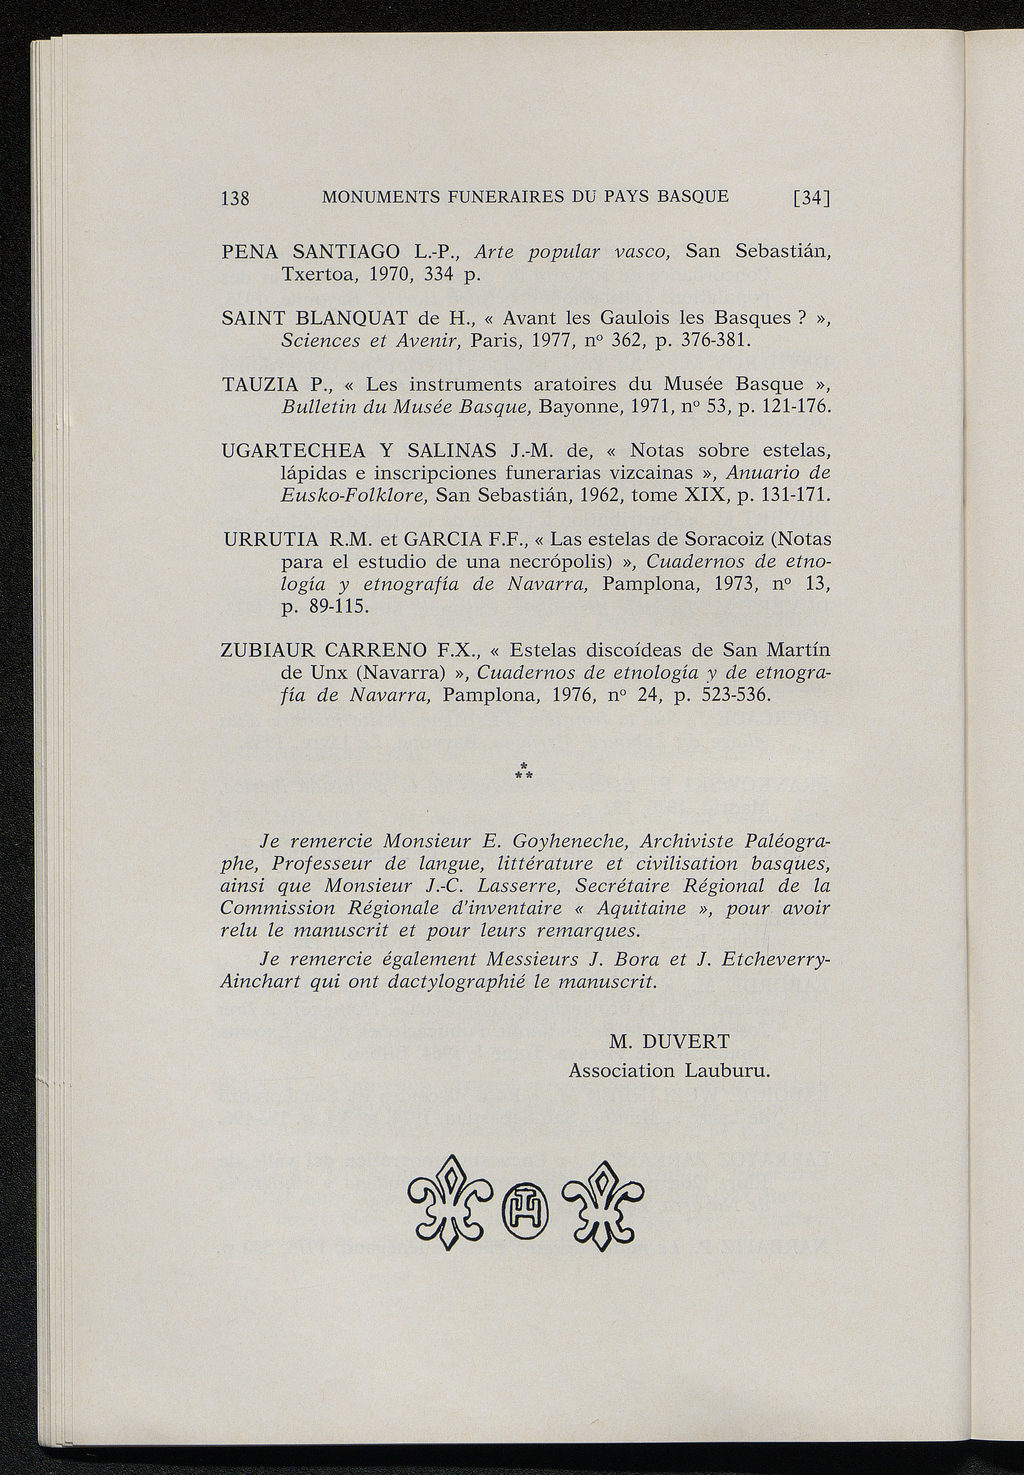 138 MONUMENTS FUNERAIRES DU PAYS BASQUE [34]
PENA SANTIAGO L.-P., Arte popular vasco, San Sebastián,
Txertoa, 1970, 334 p.
SAINT BLANQUAT de H., « Avant les Gaulois les Basques ? »,
Sciences et Avenir, Paris, 1977, nº 362, p. 376-381.
TAUZIA P., « Les instruments aratoires du Musée Basque »,
Bulletin du Musée Basque, Bayonne, 1971, nº 53, p. 121-176.
UGARTECHEA Y SALINAS J.-M. de, « Notas sobre estelas,
lápidas e inscripciones funerarias vizcainas », Anuario de
Eusko-Folklore, San Sebastián, 1962, tome XIX, p. 131-171.
URRUTIA R.M. et GARCIA F.F., « Las estelas de Soracoiz (Notas
para el estudio de una necrópolis) », Cuadernos de etno-
logía y etnografía de Navarra, Pamplona, 1973, nº 13,
p. 89-115.
ZUBIAUR CARRENO F.X., « Estelas discoídeas de San Martín
de Unx (Navarra) », Cuadernos de etnología y de etnogra-
fía de Navarra, Pamplona, 1976, nº 24, p. 523-536.
*
**
Je remercie Monsieur E. Goyheneche, Archiviste Paléogra-
phe, Professeur de langue, littérature et civilisation basques,
ainsi que Monsieur J.-C. Lasserre, Secrétaire Régional de la
Commission Régionale d'inventaire « Aquitaine », pour avoir
relu le manuscrit et pour leurs remarques.
Je remercie également Messieurs J. Bora et J. Etcheverry-
Ainchart qui ont dactylographié le manuscrit.
M. DUVERT
Association Lauburu.